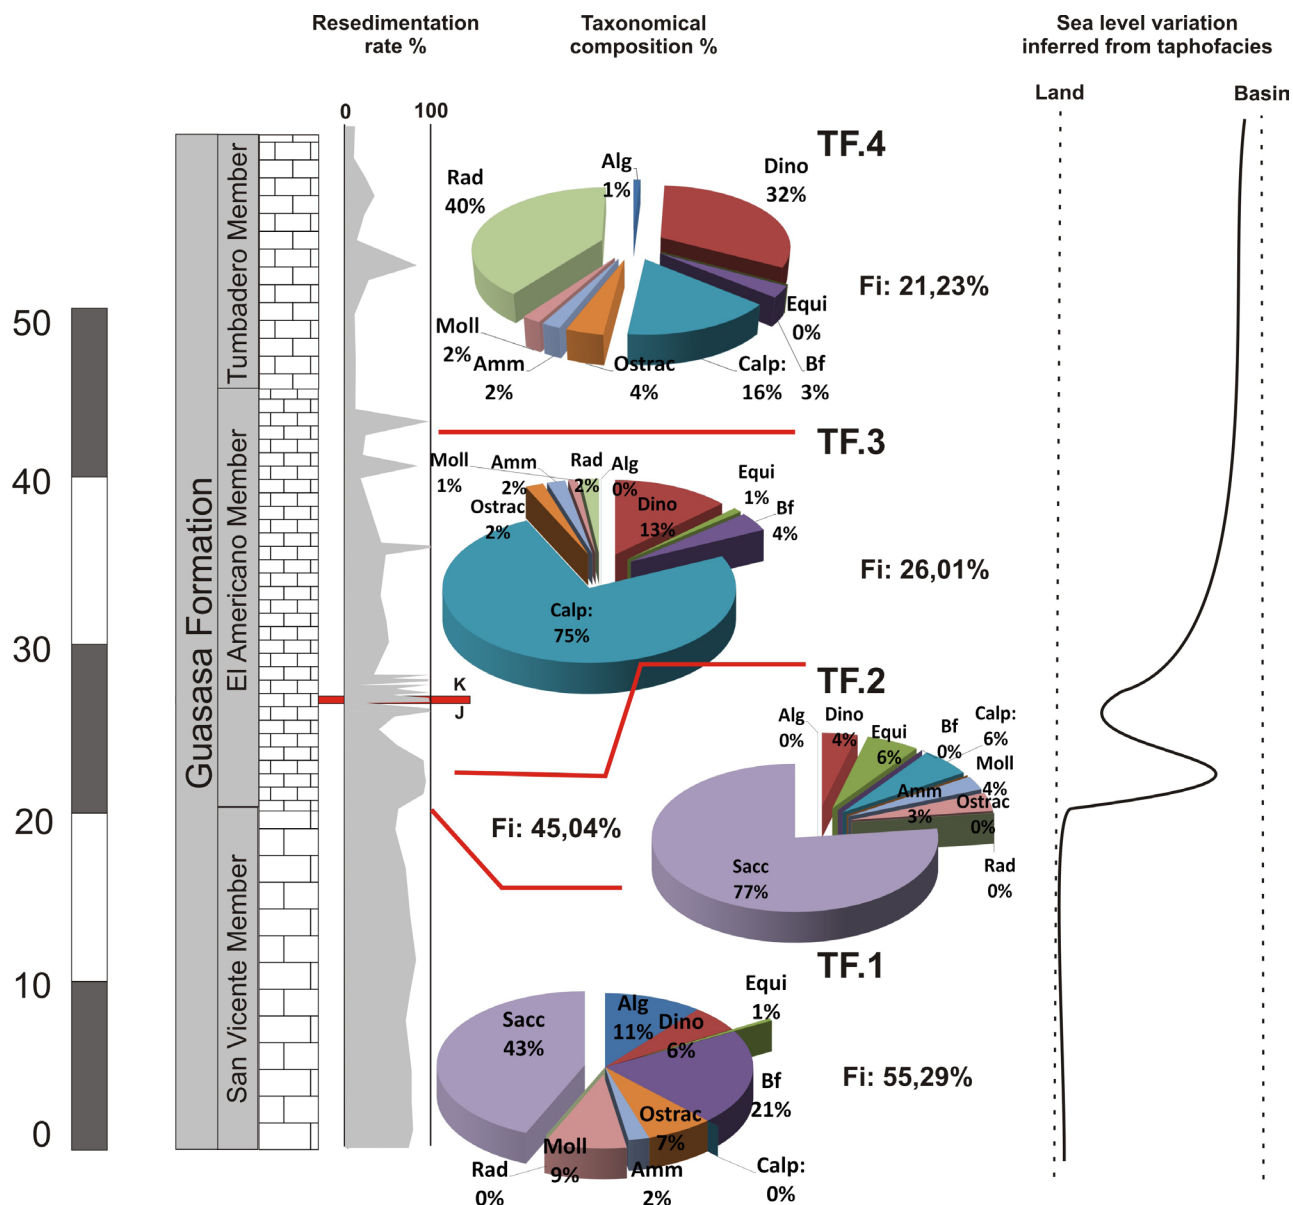 Resedimentation
rate %
Taxonomical
composition %
Sea level variation
inferred from taphofacies
0
100
Land
Basin
50
40
30
20
10
0
Guasasa Formation
Tumbadero Member
El Americano Member
San Vicente Member
K
J
TF.4
Alg
1%
Dino
32%
Rad
40%
Equi
0%
Moll
2%
Amm
2%
Ostrac
4%
Calp:
16%
Bf
3%
Fi: 21,23%
TF.3
Moll
1%
Amm
2%
Rad
2%
Alg
0%
Equi
1%
Ostrac
2%
Dino
13%
Bf
4%
Calp:
75%
Fi: 26,01%
TF.2
Alg
0%
Dino
4%
Equi
6%
Bf
0%
Calp:
6%
Moll
4%
Amm
3%
Ostrac
0%
Rad
0%
Sacc
77%
Fi: 45,04%
TF.1
Sacc
43%
Alg
11%
Dino
6%
Equi
1%
Bf
21%
Ostrac
7%
Moll
9%
Rad
0%
Amm
2%
Calp:
0%
Fi: 55,29%